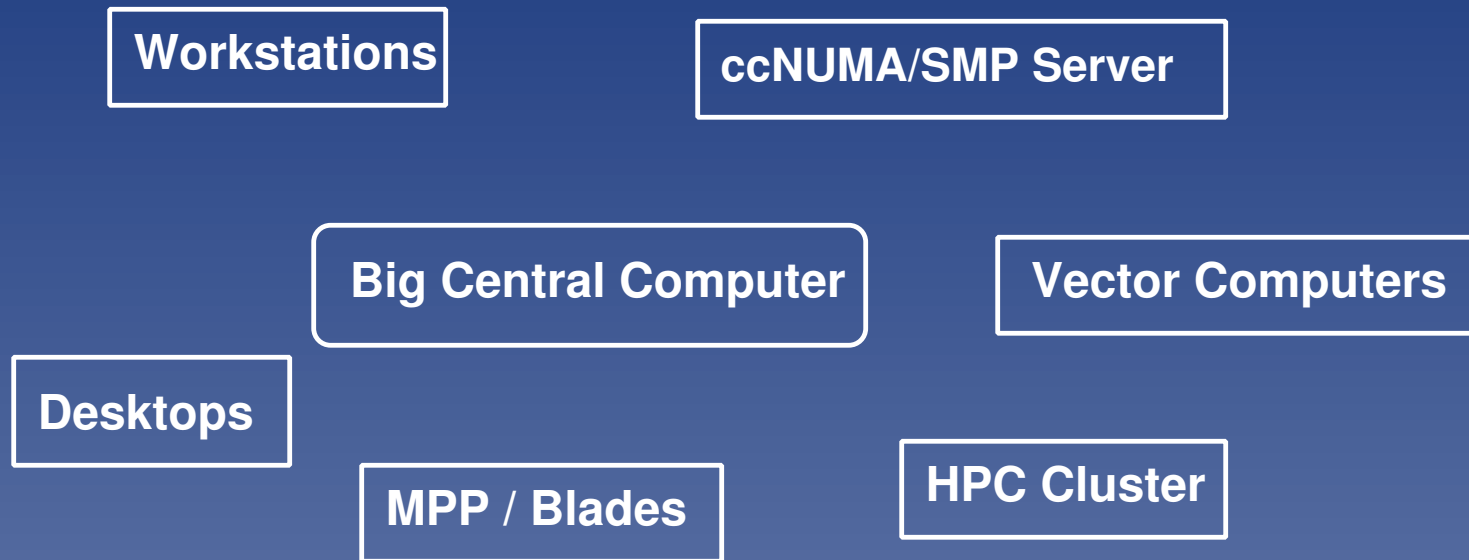 Workstations
ccNUMA/SMP Server
Big Central Computer
Vector Computers
Desktops
MPP / Blades
HPC Cluster